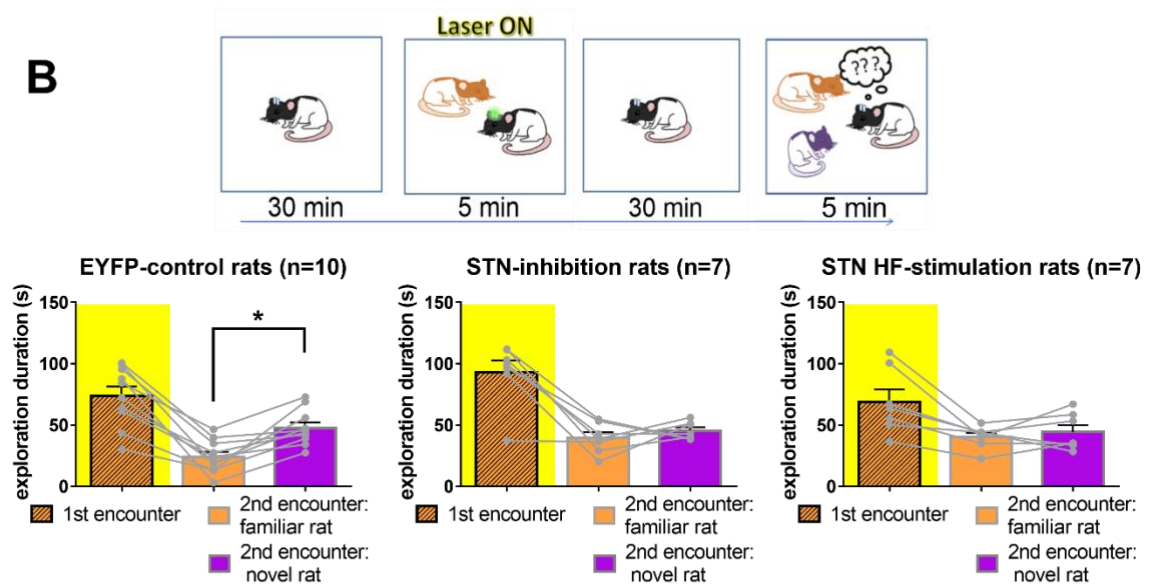 B
Laser ON
???
30 min
5 min
30 min
5 min
EYFP-control rats (n=10)
exploration duration (s)
150
100
50
0
*
1st encounter
2nd encounter:
familiar rat
2nd encounter:
novel rat
STN-inhibition rats (n=7)
exploration duration (s)
150
100
50
0
1st encounter
2nd encounter:
familiar rat
2nd encounter:
novel rat
STN HF-stimulation rats (n=7)
exploration duration (s)
150
100
50
0
1st encounter
2nd encounter:
familiar rat
2nd encounter:
novel rat